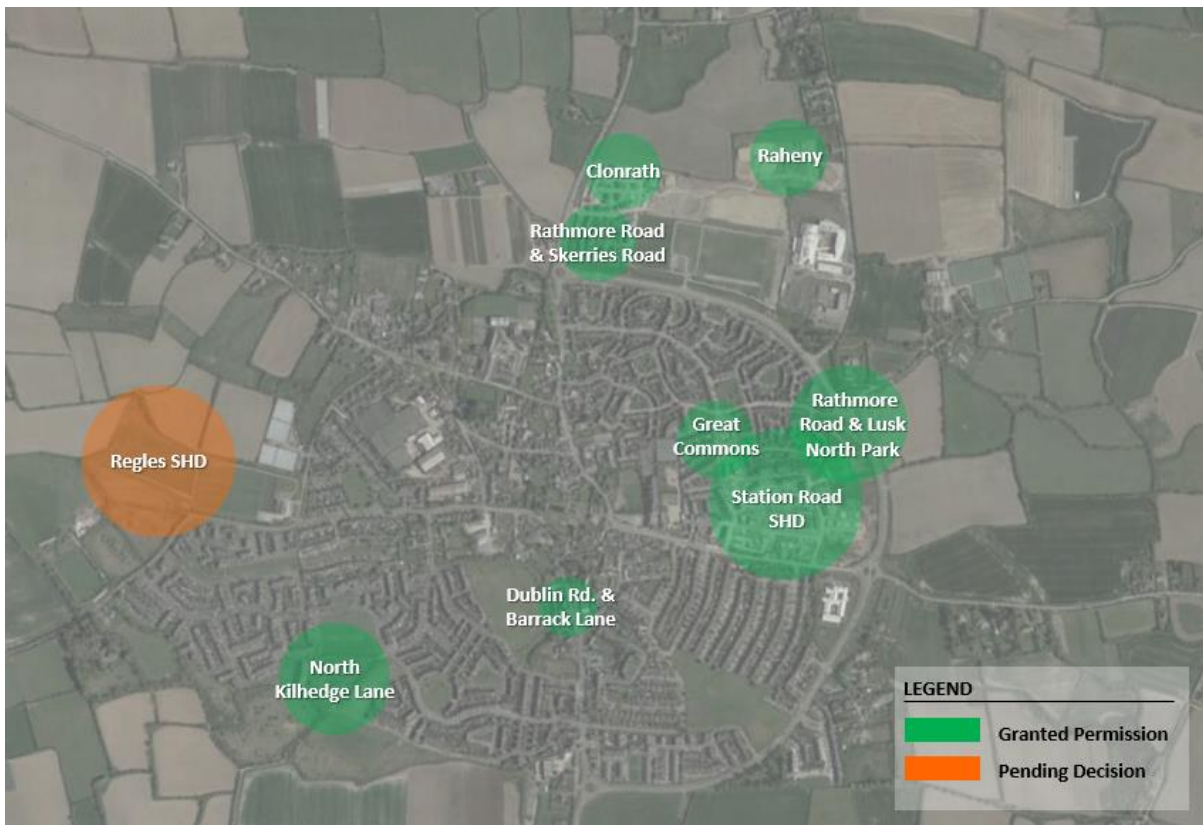 Clonrath
Raheny
Rathmore Road
& Skerries Road
Rathmore
Road & Lusk
North Park
Great
Commons
Regles SHD
Station Road
SHD
Dublin Rd. &
Barrack Lane
North
Kilhedge Lane
LEGEND
Granted Permission
Pending Decision